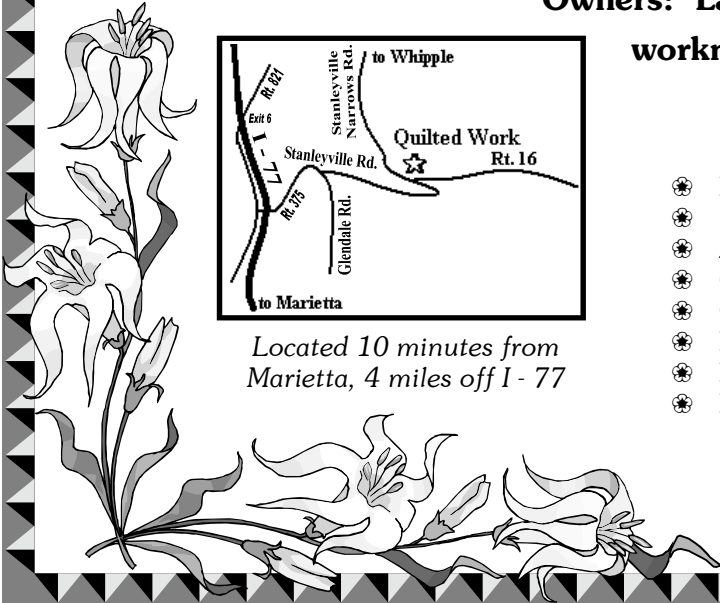 Owners:
workn
to Whipple
Rt. 821
Stanleyville
Narrows Rd.
Exit 6
Quilted Work
I - 77
Stanleyville Rd.
Rt. 16
Rt. 375
Glendale Rd.
to Marietta
Located 10 minutes from
Marietta, 4 miles off I - 77